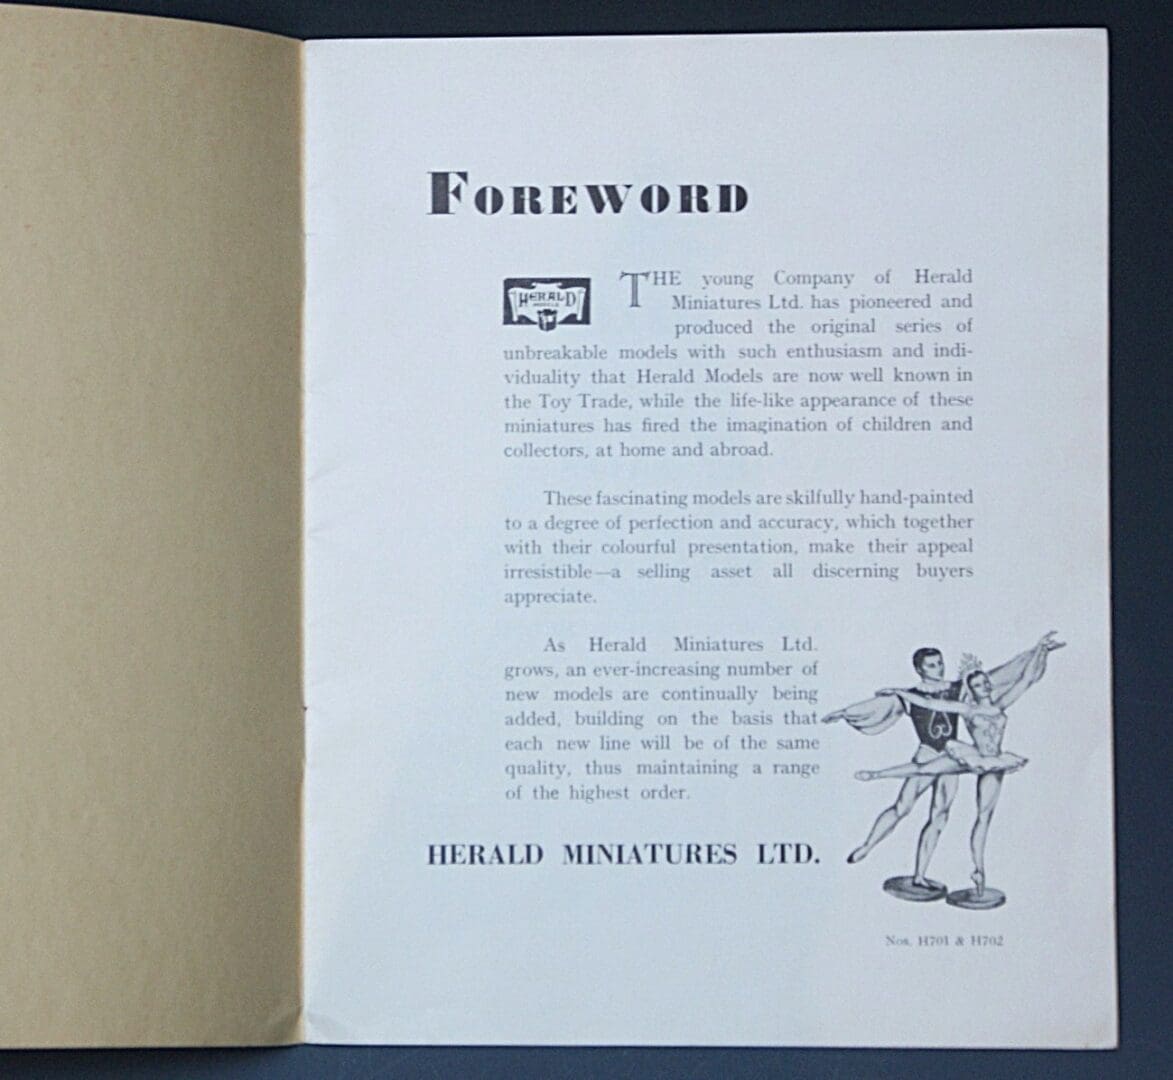 FOREWORD
HERALD
MODELS
THE young Company of Herald
Miniatures Ltd. has pioneered and
produced the original series of
unbreakable models with such enthusiasm and indi-
viduality that Herald Models are now well known in
the Toy Trade, while the life-like appearance of these
miniatures has fired the imagination of children and
collectors, at home and abroad.
These fascinating models are skilfully hand-painted
to a degree of perfection and accuracy, which together
with their colourful presentation, make their appeal
irresistible—a selling asset all discerning buyers
appreciate.
As Herald Miniatures Ltd.
grows, an ever-increasing number of
new models are continually being
added, building on the basis that
each new line will be of the same
quality, thus maintaining a range
of the highest order.
HERALD MINIATURES LTD.
Nos. H701 & H702